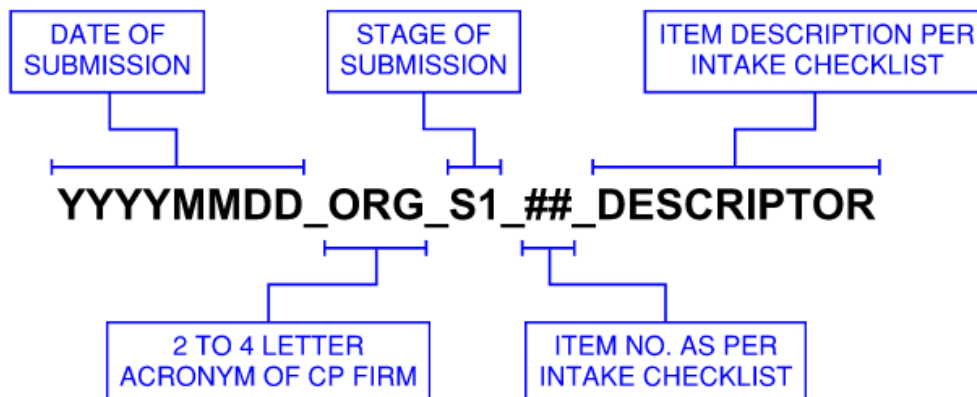 DATE OF
SUBMISSION
STAGE OF
SUBMISSION
ITEM DESCRIPTION PER
INTAKE CHECKLIST
YYYYMMDD_ORG_S1_##_DESCRIPTOR
2 TO 4 LETTER
ACRONYM OF CP FIRM
ITEM NO. AS PER
INTAKE CHECKLIST